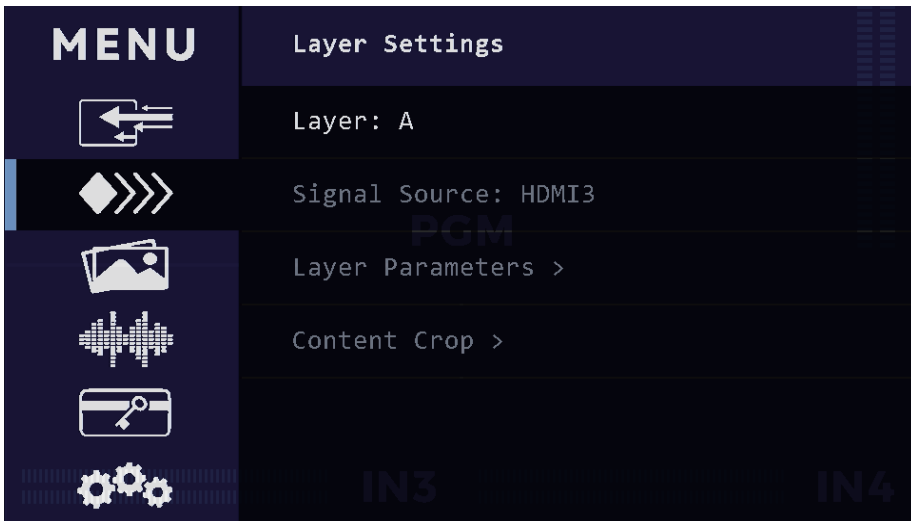 MENU
Layer Settings
Layer: A
Signal Source: HDMI3
PGM
Layer Parameters >
Content Crop >
IN3
IN4